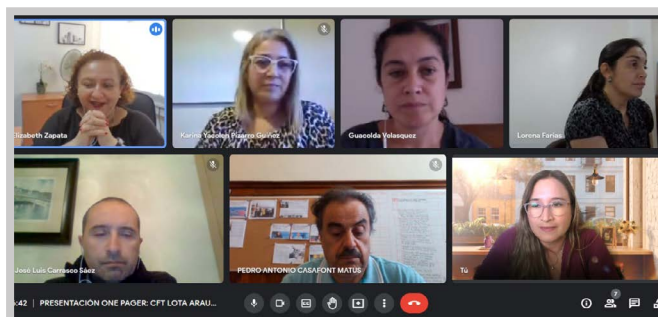 Elizabeth Zapata
Karina Yacolen Pizarro Guiñez
Guacolda Velasquez
Lorena Farías
José Luis Carrasco Sáez
PEDRO ANTONIO CASAFONT MATUS
Tú
:42 | PRESENTACIÓN ONE PAGER: CFT LOTA ARAU...
7